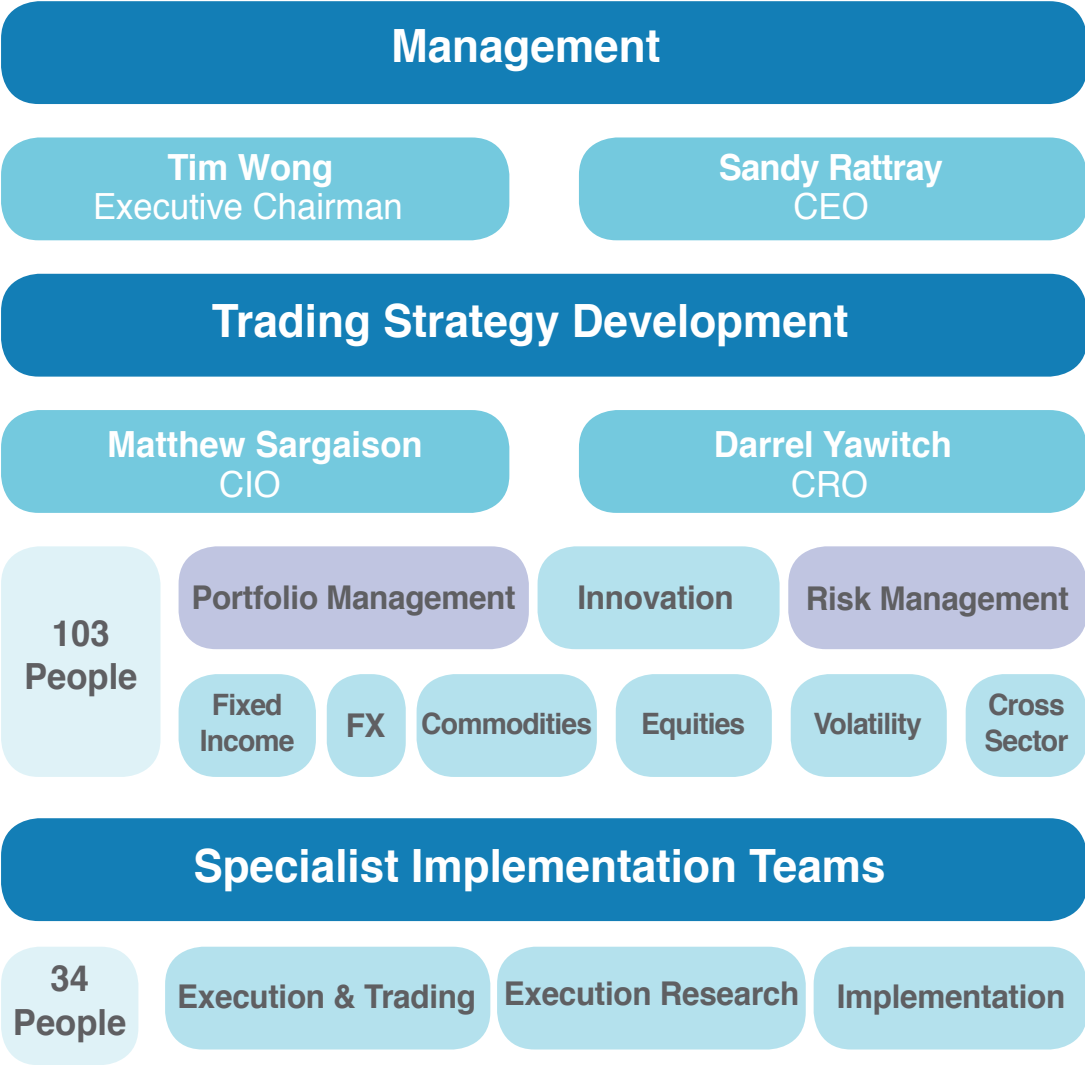 Management
Tim Wong
Executive Chairman
Sandy Rattray
CEO
Trading Strategy Development
Matthew Sargaison
CIO
Darrel Yawitch
CRO
103
People
Portfolio Management
Innovation
Risk Management
Fixed
Income
FX
Commodities
Equities
Volatility
Cross
Sector
Specialist Implementation Teams
34
People
Execution & Trading
Execution Research
Implementation